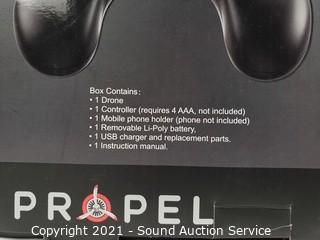 Box Contains:
• 1 Drone
• 1 Controller (requires 4 AAA, not included)
• 1 Mobile phone holder (phone not included)
• 1 Removable Li-Poly battery,
• 1 USB charger and replacement parts.
• 1 Instruction manual.
PROPEL
Copyright 2021 - Sound Auction Service